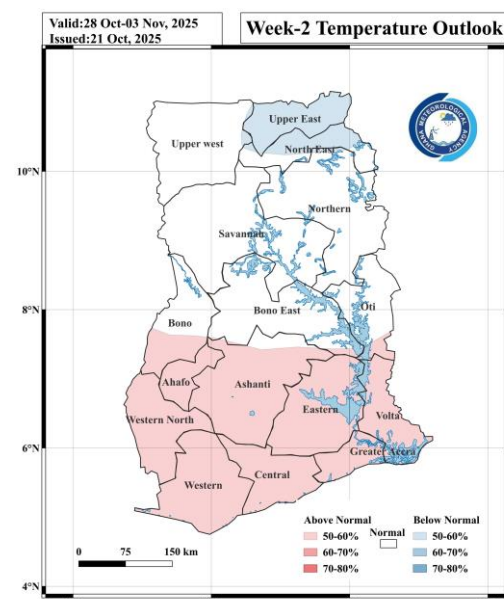 Valid:28 Oct-03 Nov, 2025
Issued:21 Oct, 2025
Week-2 Temperature Outlook
GHANA METEOROLOGICAL AGENCY
Upper East
Upper west
North East
10°N
Northern
Savannah
8°N
Bono
Bono East
Oti
Ahafo
Ashanti
Eastern
Western North
Volta
6°N
Greater Accra
Central
Western
Above Normal
Normal
Below Normal
50-60%
50-60%
60-70%
60-70%
70-80%
70-80%
0 75 150 km
4°N